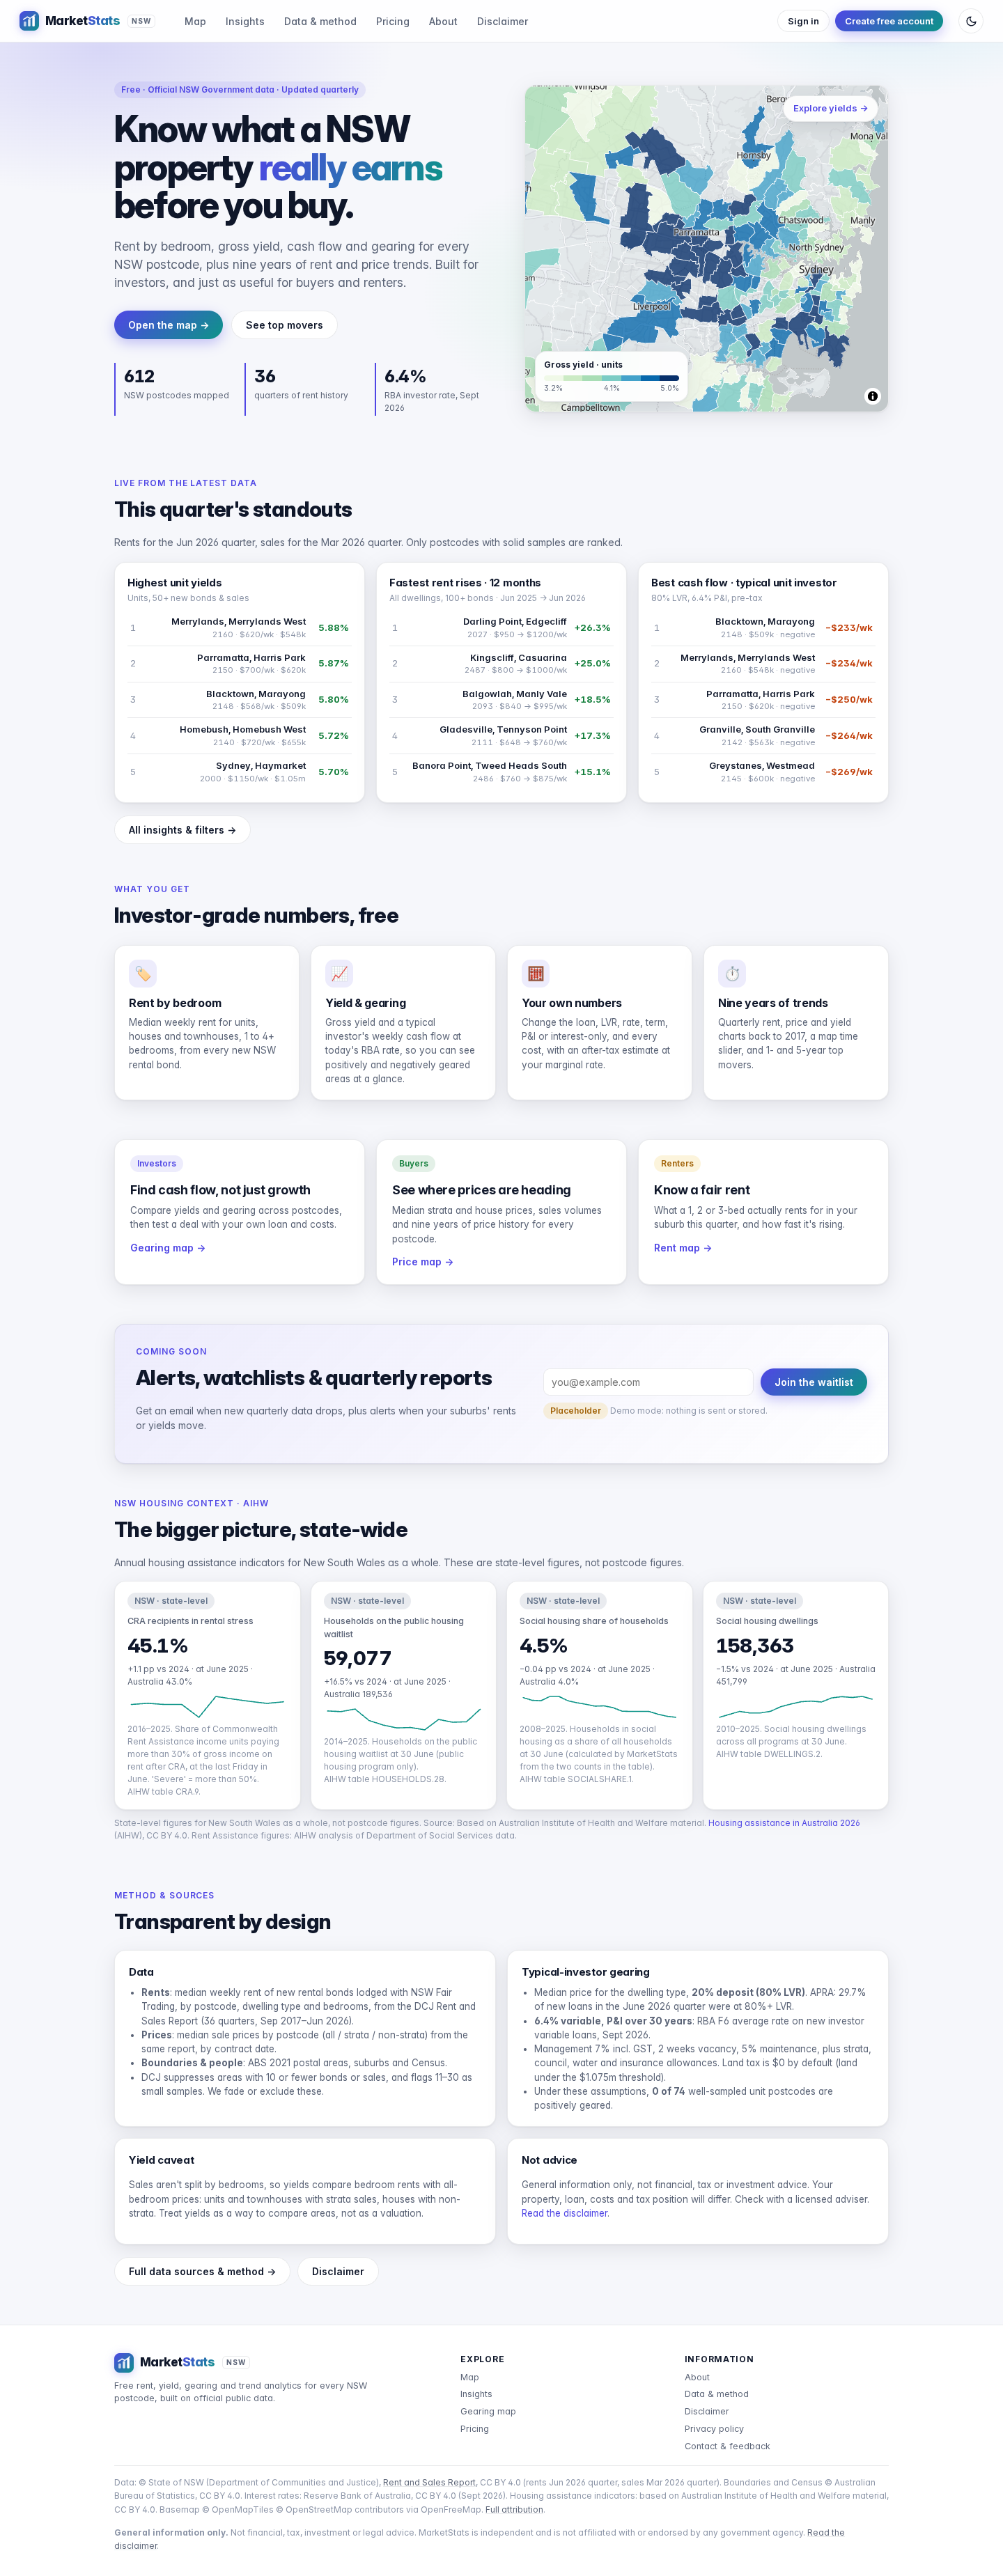 MarketStats NSW Map Insights Data & method Pricing About Disclaimer Sign in Create free account
Free · Official NSW Government data · Updated quarterly
Know what a NSW
property really earns
before you buy.
Rent by bedroom, gross yield, cash flow and gearing for every
NSW postcode, plus nine years of rent and price trends. Built for
investors, and just as useful for buyers and renters.
Open the map → See top movers
612
NSW postcodes mapped
36
quarters of rent history
6.4%
RBA investor rate, Sept
2026
Windsor
Explore yields →
Mona Val
Hornsby
Chatswood
Manly
Parramatta
North Sydney
Sydney
Liverpool
Gross yield · units
3.2% 4.1% 5.0%
Campbelltown
LIVE FROM THE LATEST DATA
This quarter's standouts
Rents for the Jun 2026 quarter, sales for the Mar 2026 quarter. Only postcodes with solid samples are ranked.
Highest unit yields
Units, 50+ new bonds & sales
1 Merrylands, Merrylands West 5.88%
2160 · $620/wk · $548k
2 Parramatta, Harris Park 5.87%
2150 · $700/wk · $620k
3 Blacktown, Marayong 5.80%
2148 · $568/wk · $509k
4 Homebush, Homebush West 5.72%
2140 · $720/wk · $655k
5 Sydney, Haymarket 5.70%
2000 · $1150/wk · $1.05m
Fastest rent rises · 12 months
All dwellings, 100+ bonds · Jun 2025 → Jun 2026
1 Darling Point, Edgecliff +26.3%
2027 · $950 → $1200/wk
2 Kingscliff, Casuarina +25.0%
2487 · $800 → $1000/wk
3 Balgowlah, Manly Vale +18.5%
2093 · $840 → $995/wk
4 Gladesville, Tennyson Point +17.3%
2111 · $648 → $760/wk
5 Banora Point, Tweed Heads South +15.1%
2486 · $760 → $875/wk
Best cash flow · typical unit investor
80% LVR, 6.4% P&I, pre-tax
1 Blacktown, Marayong −$233/wk
2148 · $509k · negative
2 Merrylands, Merrylands West −$234/wk
2160 · $548k · negative
3 Parramatta, Harris Park −$250/wk
2150 · $620k · negative
4 Granville, South Granville −$264/wk
2142 · $563k · negative
5 Greystanes, Westmead −$269/wk
2145 · $600k · negative
All insights & filters →
WHAT YOU GET
Investor-grade numbers, free
Rent by bedroom
Median weekly rent for units,
houses and townhouses, 1 to 4+
bedrooms, from every new NSW
rental bond.
Yield & gearing
Gross yield and a typical
investor's weekly cash flow at
today's RBA rate, so you can see
positively and negatively geared
areas at a glance.
Your own numbers
Change the loan, LVR, rate, term,
P&I or interest-only, and every
cost, with an after-tax estimate at
your marginal rate.
Nine years of trends
Quarterly rent, price and yield
charts back to 2017, a map time
slider, and 1- and 5-year top
movers.
Investors
Find cash flow, not just growth
Compare yields and gearing across postcodes,
then test a deal with your own loan and costs.
Gearing map →
Buyers
See where prices are heading
Median strata and house prices, sales volumes
and nine years of price history for every
postcode.
Price map →
Renters
Know a fair rent
What a 1, 2 or 3-bed actually rents for in your
suburb this quarter, and how fast it's rising.
Rent map →
COMING SOON
Alerts, watchlists & quarterly reports
Get an email when new quarterly data drops, plus alerts when your suburbs' rents
or yields move.
you@example.com Join the waitlist
Placeholder Demo mode: nothing is sent or stored.
NSW HOUSING CONTEXT · AIHW
The bigger picture, state-wide
Annual housing assistance indicators for New South Wales as a whole. These are state-level figures, not postcode figures.
NSW · state-level
CRA recipients in rental stress
45.1%
+1.1 pp vs 2024 · at June 2025 ·
Australia 43.0%
2016–2025. Share of Commonwealth
Rent Assistance income units paying
more than 30% of gross income on
rent after CRA, at the last Friday in
June. 'Severe' = more than 50%.
AIHW table CRA.9.
NSW · state-level
Households on the public housing
waitlist
59,077
+16.5% vs 2024 · at June 2025 ·
Australia 189,536
2014–2025. Households on the public
housing waitlist at 30 June (public
housing program only).
AIHW table HOUSEHOLDS.28.
NSW · state-level
Social housing share of households
4.5%
−0.04 pp vs 2024 · at June 2025 ·
Australia 4.0%
2008–2025. Households in social
housing as a share of all households
at 30 June (calculated by MarketStats
from the two counts in the table).
AIHW table SOCIALSHARE.1.
NSW · state-level
Social housing dwellings
158,363
−1.5% vs 2024 · at June 2025 · Australia
451,799
2010–2025. Social housing dwellings
across all programs at 30 June.
AIHW table DWELLINGS.2.
State-level figures for New South Wales as a whole, not postcode figures. Source: Based on Australian Institute of Health and Welfare material. Housing assistance in Australia 2026
(AIHW), CC BY 4.0. Rent Assistance figures: AIHW analysis of Department of Social Services data.
METHOD & SOURCES
Transparent by design
Data
• Rents: median weekly rent of new rental bonds lodged with NSW Fair
Trading, by postcode, dwelling type and bedrooms, from the DCJ Rent and
Sales Report (36 quarters, Sep 2017–Jun 2026).
• Prices: median sale prices by postcode (all / strata / non-strata) from the
same report, by contract date.
• Boundaries & people: ABS 2021 postal areas, suburbs and Census.
• DCJ suppresses areas with 10 or fewer bonds or sales, and flags 11–30 as
small samples. We fade or exclude these.
Typical-investor gearing
• Median price for the dwelling type, 20% deposit (80% LVR). APRA: 29.7%
of new loans in the June 2026 quarter were at 80%+ LVR.
• 6.4% variable, P&I over 30 years: RBA F6 average rate on new investor
variable loans, Sept 2026.
• Management 7% incl. GST, 2 weeks vacancy, 5% maintenance, plus strata,
council, water and insurance allowances. Land tax is $0 by default (land
under the $1.075m threshold).
• Under these assumptions, 0 of 74 well-sampled unit postcodes are
positively geared.
Yield caveat
Sales aren't split by bedrooms, so yields compare bedroom rents with all-
bedroom prices: units and townhouses with strata sales, houses with non-
strata. Treat yields as a way to compare areas, not as a valuation.
Not advice
General information only, not financial, tax or investment advice. Your
property, loan, costs and tax position will differ. Check with a licensed adviser.
Read the disclaimer.
Full data sources & method → Disclaimer
MarketStats NSW
Free rent, yield, gearing and trend analytics for every NSW
postcode, built on official public data.
EXPLORE
Map
Insights
Gearing map
Pricing
INFORMATION
About
Data & method
Disclaimer
Privacy policy
Contact & feedback
Data: © State of NSW (Department of Communities and Justice), Rent and Sales Report, CC BY 4.0 (rents Jun 2026 quarter, sales Mar 2026 quarter). Boundaries and Census © Australian
Bureau of Statistics, CC BY 4.0. Interest rates: Reserve Bank of Australia, CC BY 4.0 (Sept 2026). Housing assistance indicators: based on Australian Institute of Health and Welfare material,
CC BY 4.0. Basemap © OpenMapTiles © OpenStreetMap contributors via OpenFreeMap. Full attribution.
General information only. Not financial, tax, investment or legal advice. MarketStats is independent and is not affiliated with or endorsed by any government agency. Read the
disclaimer.